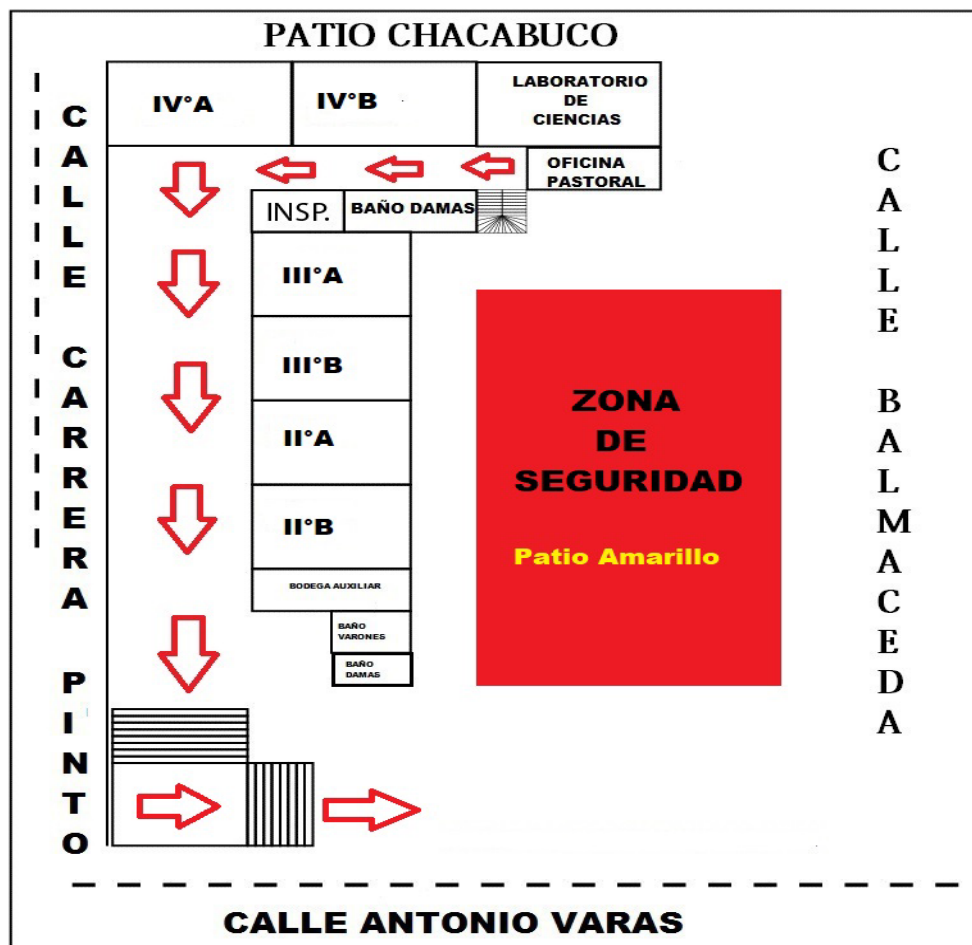 PATIO CHACABUCO
IV°A
IV°B
LABORATORIO
DE
CIENCIAS
OFICINA
PASTORAL
INSP.
BAÑO DAMAS
III°A
III°B
II°A
II°B
BODEGA AUXILIAR
BAÑO
VARONES
BAÑO
DAMAS
ZONA
DE
SEGURIDAD
Patio Amarillo
CALLE CARRERA PINTO
CALLE BALMACEDA
CALLE ANTONIO VARAS